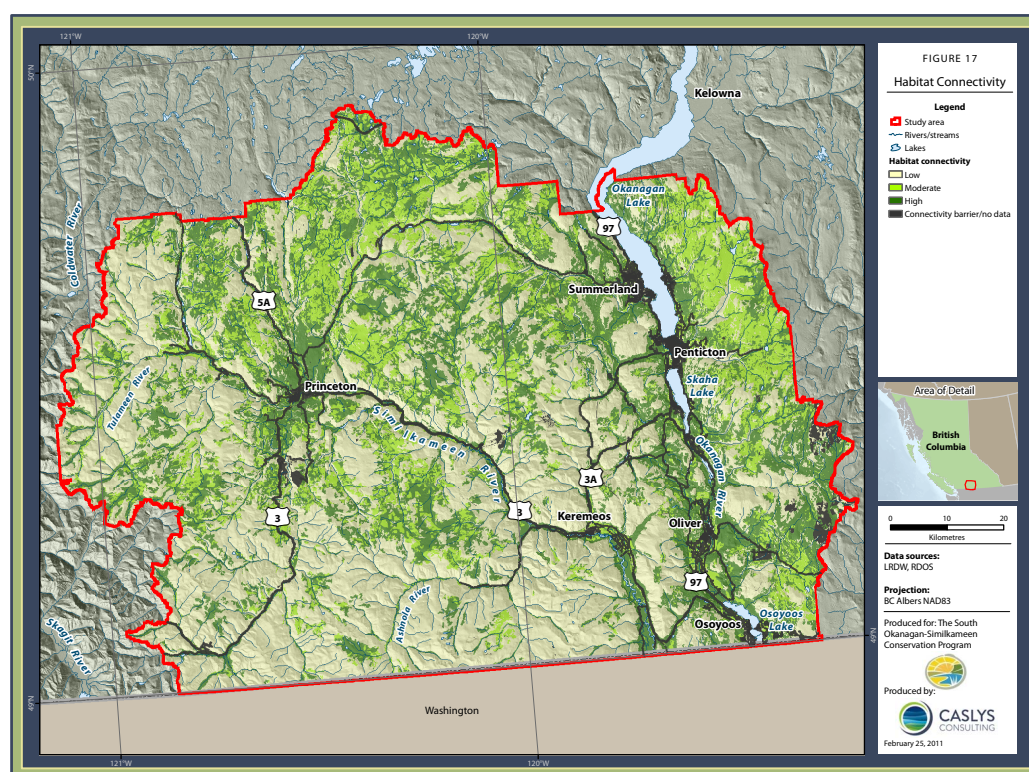 121°W
120°W
50°N
Kelowna
Okanagan
Lake
97
Coldwater River
5A
Summerland
Penticton
Skaha
Lake
Princeton
Tulameen River
Similkameen River
Okanagan River
3A
3
3
Keremeos
Oliver
97
Ashnola River
Osoyoos
Osoyoos
Lake
Skagit River
49°N
49°N
Washington
121°W
120°W
FIGURE 17
Habitat Connectivity
Legend
Study area
Rivers/streams
Lakes
Habitat connectivity
Low
Moderate
High
Connectivity barrier/no data
Area of Detail
British
Columbia
0 10 20
Kilometres
Data sources:
LRDW, RDOS
Projection:
BC Albers NAD83
Produced for: The South
Okanagan-Similkameen
Conservation Program
Produced by:
CASLYS
CONSULTING
February 25, 2011